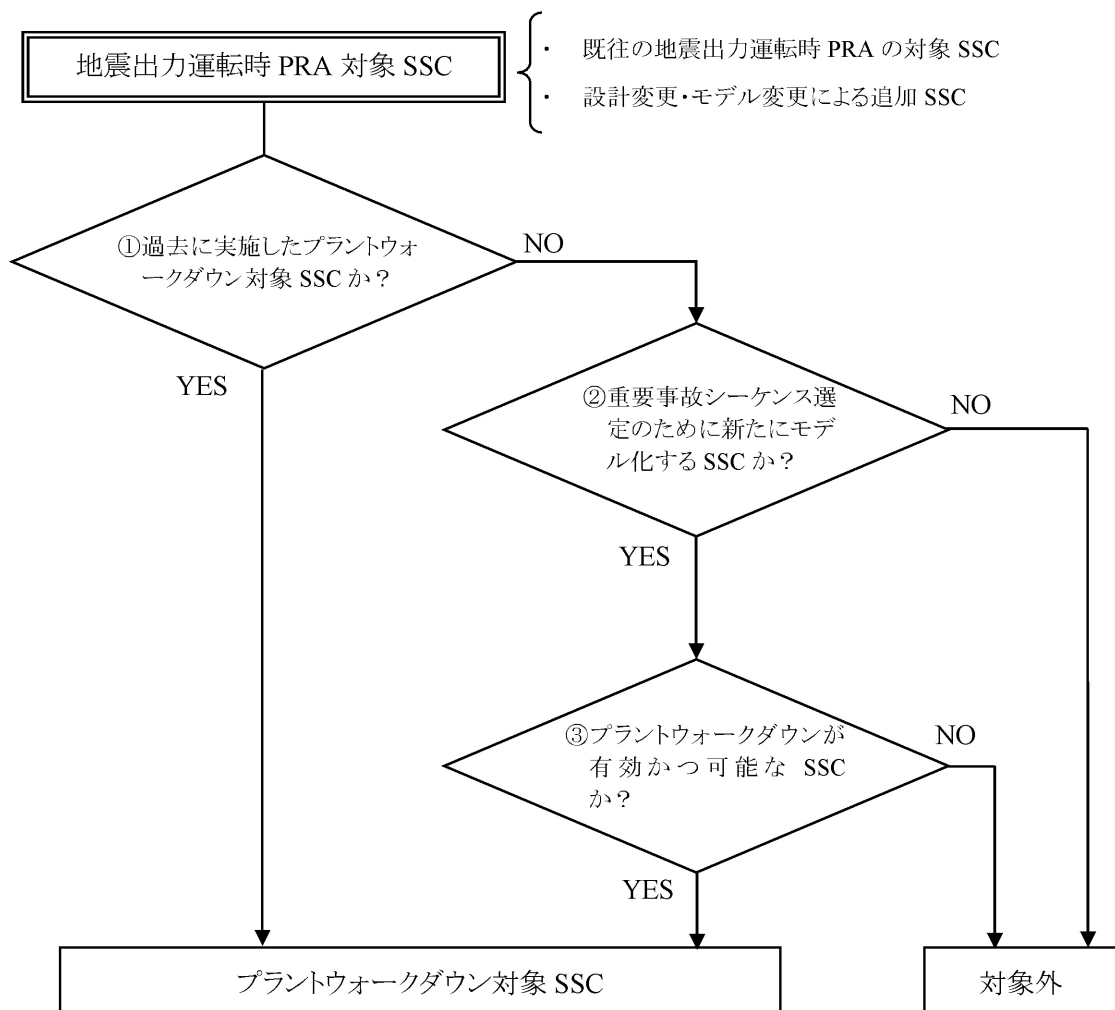 地震出力運転時 PRA 対象 SSC
・ 既往の地震出力運転時 PRA の対象 SSC
・ 設計変更・モデル変更による追加 SSC
①過去に実施したプラントウォ
ークダウン対象 SSC か？
NO
YES
②重要事故シーケンス選
定のために新たにモデ
ル化する SSC か？
NO
YES
③プラントウォークダウンが
有効かつ可能な SSC
か？
NO
YES
プラントウォークダウン対象 SSC
対象外